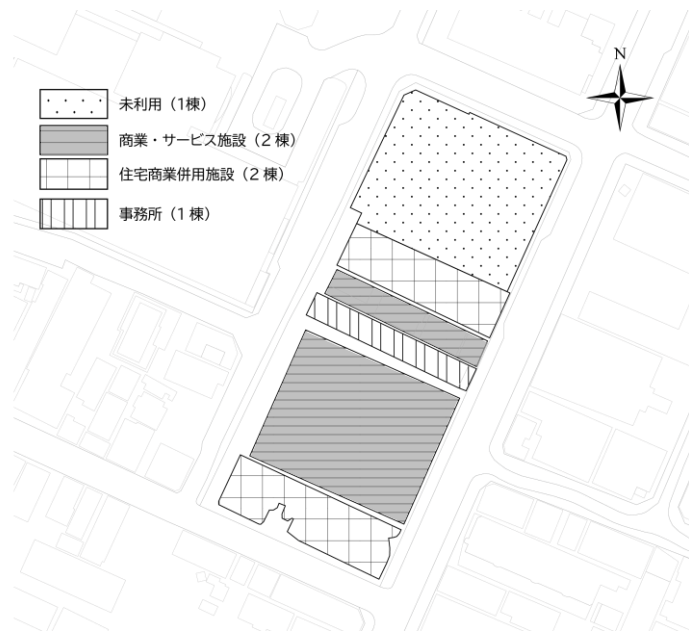 N
未利用（1棟）
商業・サービス施設（2 棟）
住宅商業併用施設（2 棟）
事務所（1 棟）